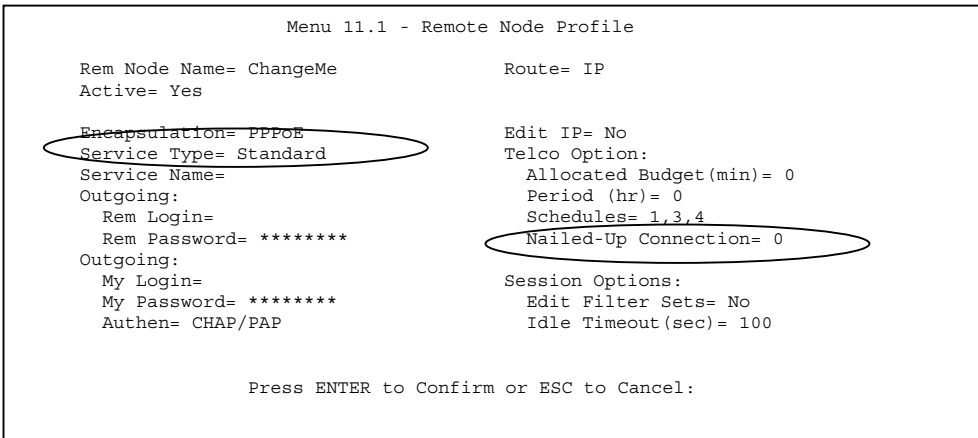 Menu 11.1 - Remote Node Profile
Rem Node Name= ChangeMe Route= IP
Active= Yes
Encapsulation= PPPoE Edit IP= No
Service Type= Standard Telco Option:
Service Name= Allocated Budget(min)= 0
Outgoing: Period (hr)= 0
Rem Login= Schedules= 1,3,4
Rem Password= ******** Nailed-Up Connection= 0
Outgoing:
My Login= Session Options:
My Password= ******** Edit Filter Sets= No
Authen= CHAP/PAP Idle Timeout(sec)= 100
Press ENTER to Confirm or ESC to Cancel: